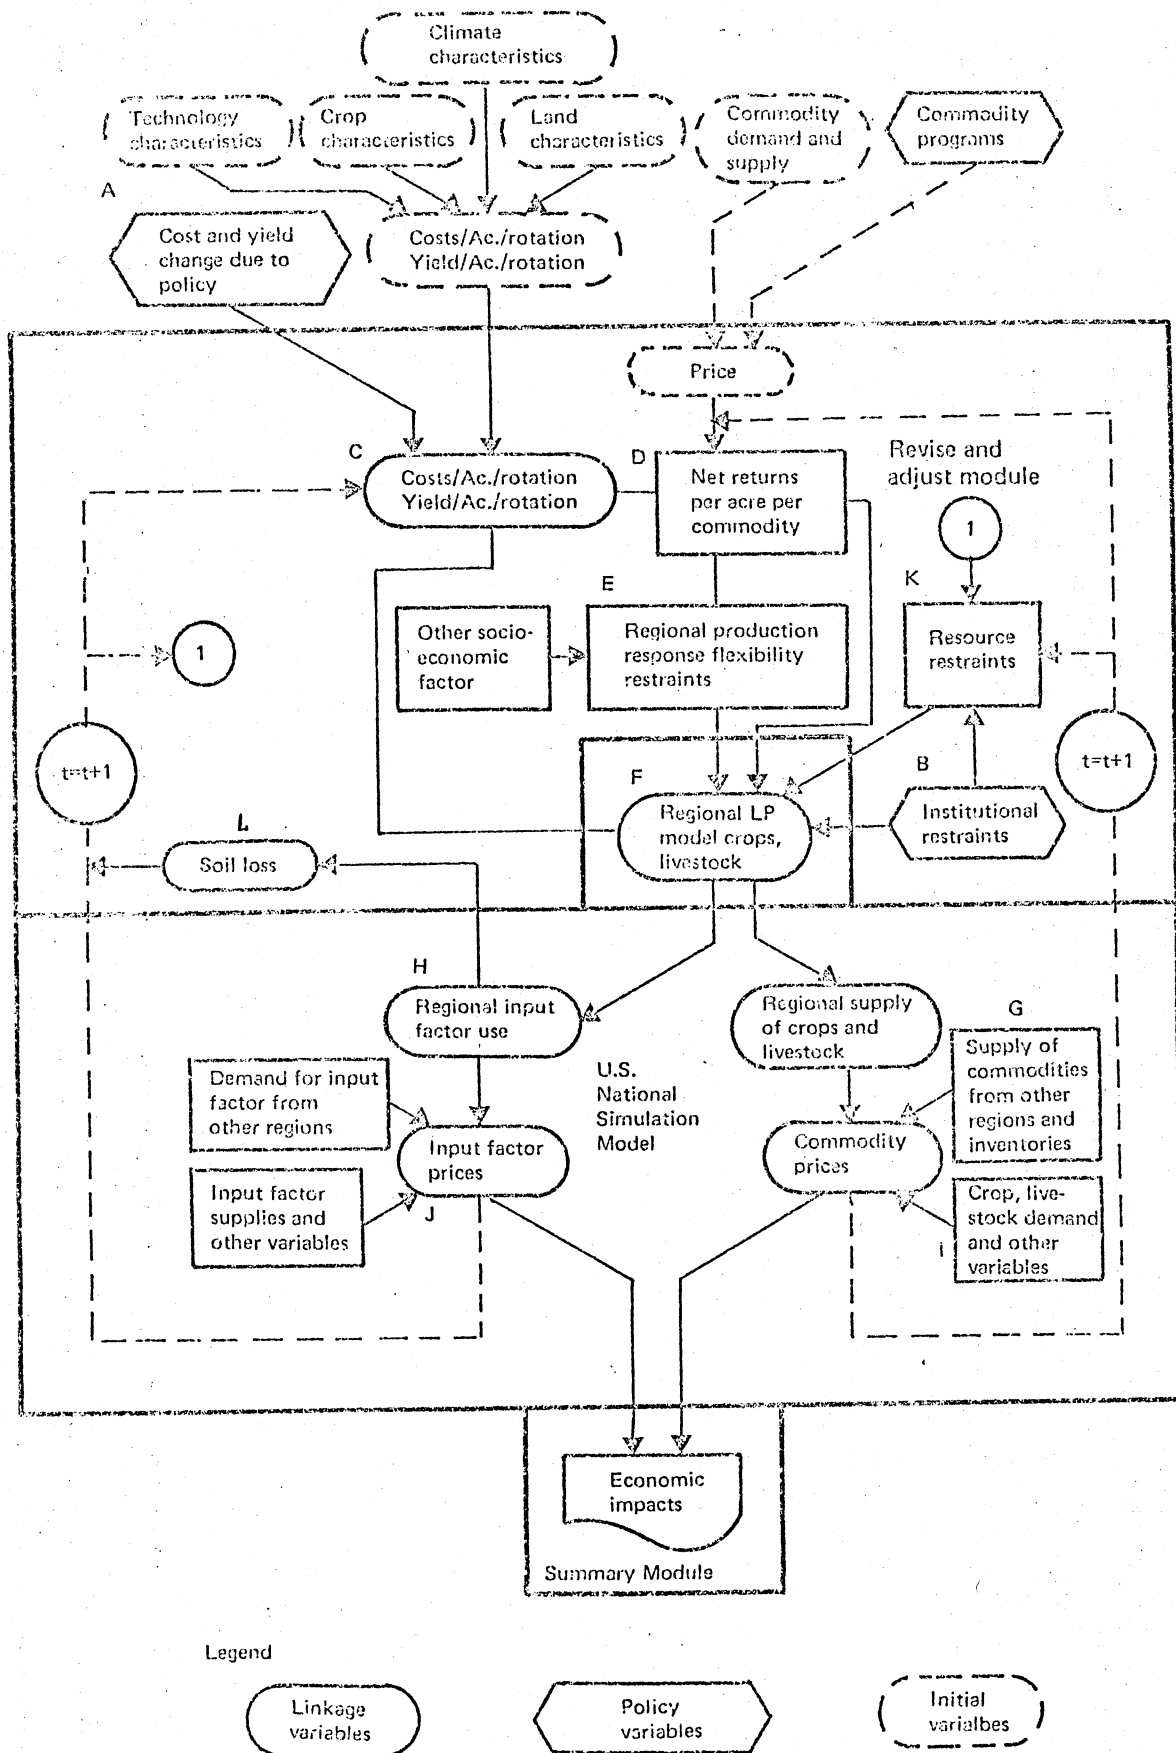 Climate
characteristics
Technology
characteristics
Crop
characteristics
Land
characteristics
Commodity
demand and
supply
Commodity
programs
A
Cost and yield
change due to
policy
Costs/Ac./rotation
Yield/Ac./rotation
Price
C
Costs/Ac./rotation
Yield/Ac./rotation
D
Net returns
per acre per
commodity
Revise and
adjust module
1
K
Resource
restraints
E
Other socio-
economic
factor
Regional production
response flexibility
restraints
1
t=t+1
t=t+1
F
Regional LP
model crops,
livestock
B
Institutional
restraints
L
Soil loss
H
Regional input
factor use
Regional supply
of crops and
livestock
G
Supply of
commodities
from other
regions and
inventories
U.S.
National
Simulation
Model
Demand for input
factor from
other regions
Input factor
prices
Commodity
prices
Input factor
supplies and
other variables
J
i
Crop, live-
stock demand
and other
variables
Economic
impacts
Summary Module
Legend
Linkage
variables
Policy
variables
Initial
varialbes